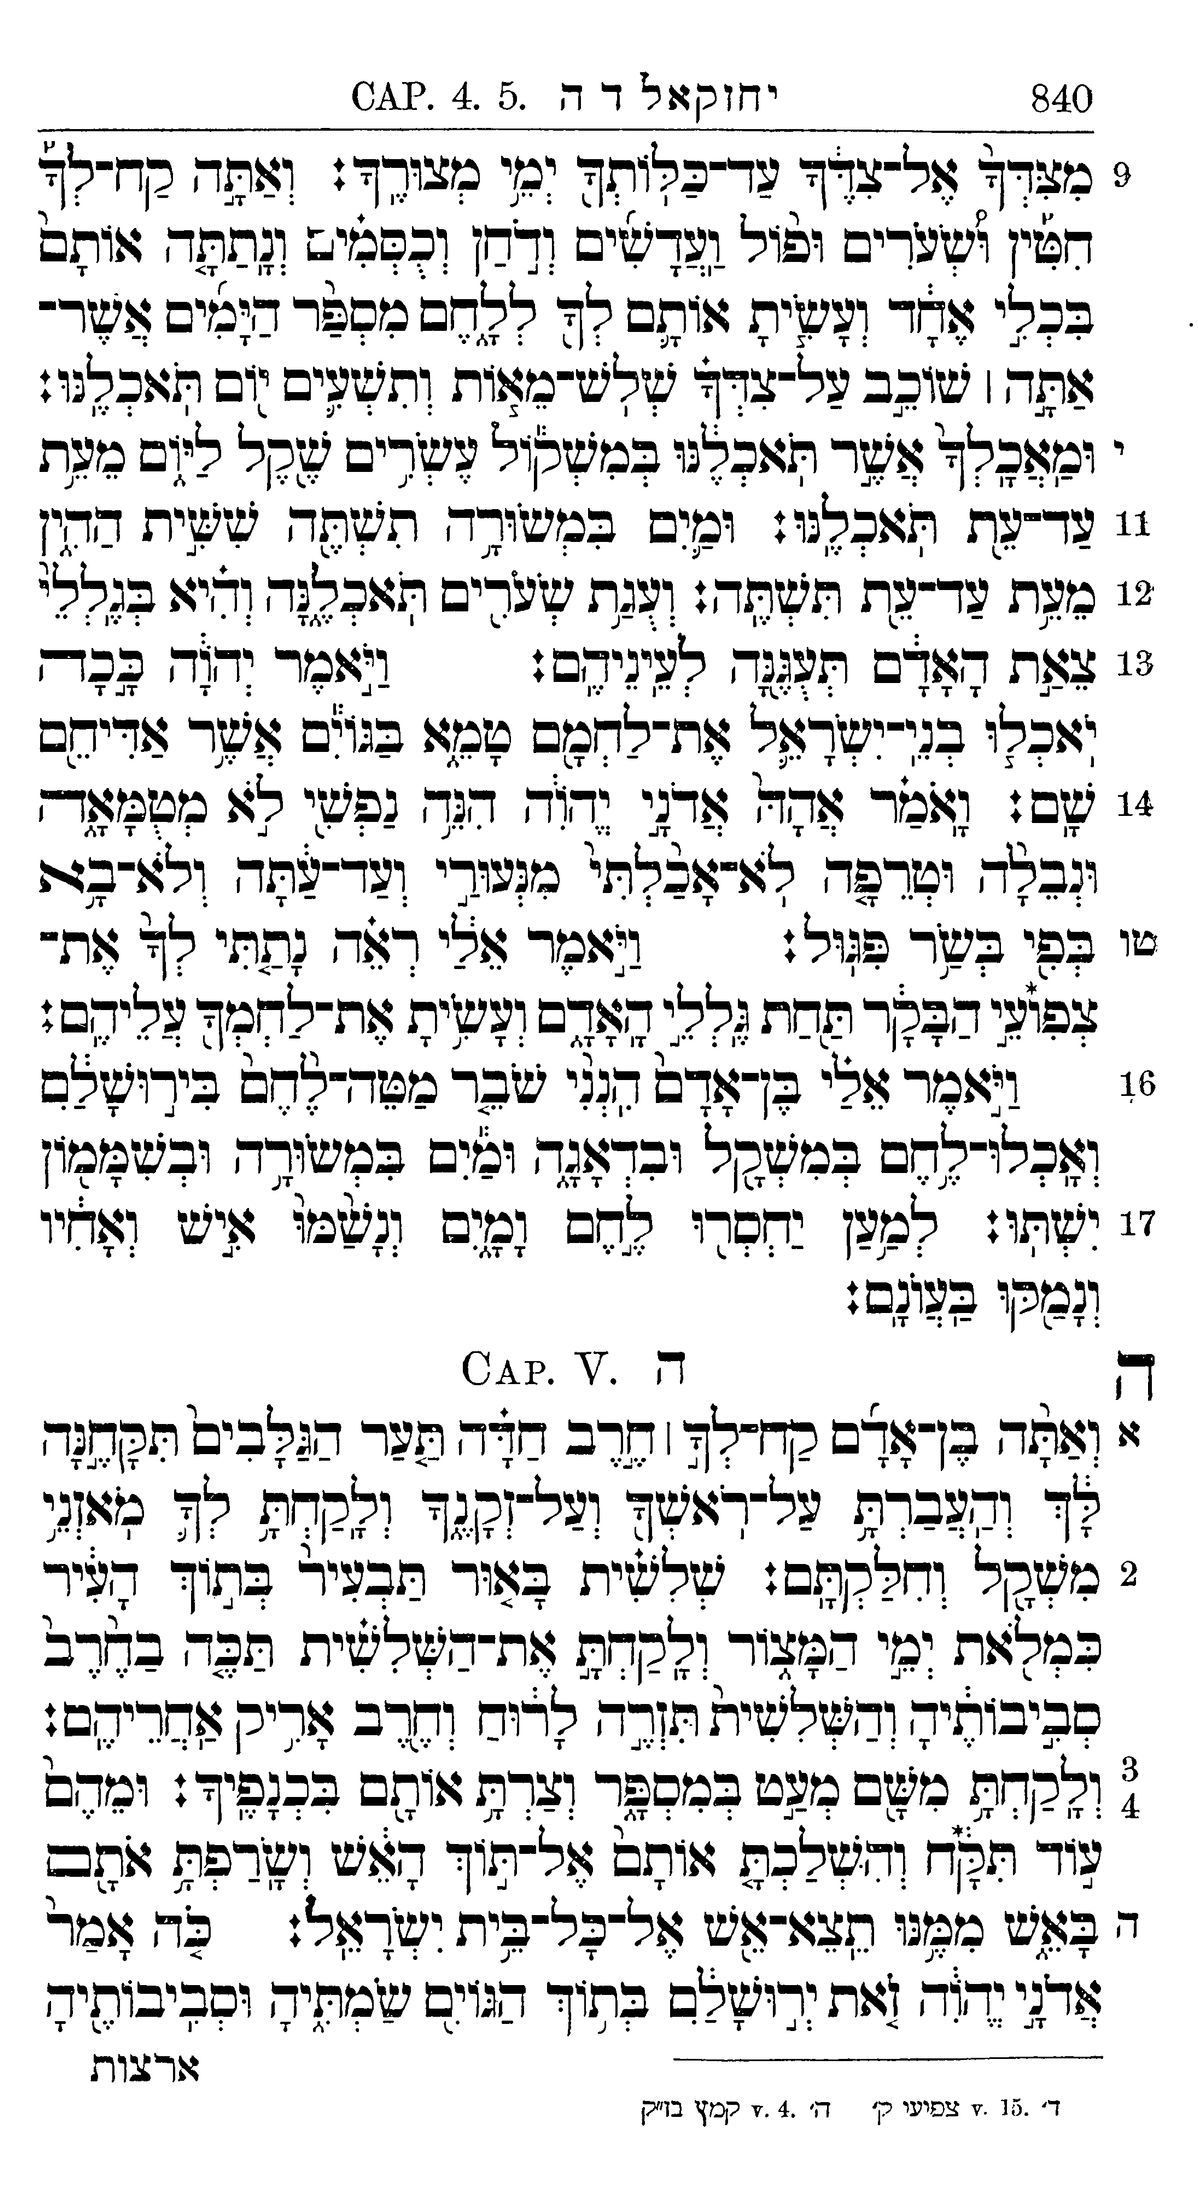 840 יחזקאל ד ה CAP. 4. 5.
9 מִצִּדְּךָ֙ אֶל־צִדֶּ֔ךָ עַד־כַּלּֽוֹתְךָ֖ יְמֵ֥י מְצוּרֶֽךָ׃ וְאַתָּ֣ה קַח־לְךָ֡
חִטִּ֡ין וּ֠שְׂעֹרִים וּפ֨וֹל וַֽעֲדָשִׁ֜ים וְדֹ֣חַן וְכֻסְּמִ֗ים וְנָֽתַתָּ֤ה אוֹתָם֙
בִּכְלִ֣י אֶחָ֔ד וְעָשִׂ֧יתָ אוֹתָ֛ם לְךָ֖ לְלָ֑חֶם מִסְפַּ֨ר הַיָּמִ֜ים אֲשֶׁר־
אַתָּ֣ה ׀ שׁוֹכֵ֣ב עַֽל־צִדְּךָ֗ שְׁלֹֽשׁ־מֵא֧וֹת וְתִשְׁעִ֛ים י֖וֹם תֹּֽאכְלֶֽנּוּ׃
י וּמַֽאֲכָֽלְךָ֙ אֲשֶׁ֣ר תֹּֽאכְלֶ֔נּוּ בְּמִשְׁק֕וֹל עֶשְׂרִ֥ים שֶׁ֖קֶל לַיּ֑וֹם מֵעֵ֥ת
11 עַד־עֵ֖ת תֹּֽאכְלֶֽנּוּ׃ וּמַ֛יִם בִּמְשׂוּרָ֥ה תִשְׁתֶּ֖ה שִׁשִּׁ֣ית הַהִ֑ין
12 מֵעֵ֥ת עַד־עֵ֖ת תִּשְׁתֶּֽה׃ וְעֻגַ֥ת שְׂעֹרִ֖ים תֹּֽאכְלֶ֑נָּה וְהִ֗יא בְּגֶֽלְלֵי֙
13 צֵאַ֣ת הָֽאָדָ֔ם תְּעֻגֶ֖נָּה לְעֵֽינֵיהֶֽם׃ וַיֹּ֣אמֶר יְהוָ֔ה כָּ֣כָה
יֹֽאכְל֧וּ בְנֵֽי־יִשְׂרָאֵ֛ל אֶת־לַחְמָ֖ם טָמֵ֑א בַּגּוֹיִ֕ם אֲשֶׁ֥ר אַדִּיחֵ֖ם
14 שָֽׁם׃ וָֽאֹמַ֗ר אֲהָהּ֙ אֲדֹנָ֣י יֱהוִ֔ה הִנֵּ֥ה נַפְשִׁ֖י לֹ֣א מְטֻמָּאָ֑ה
וּנְבֵלָ֨ה וּטְרֵפָ֤ה לֹֽא־אָכַ֨לְתִּי֙ מִנְּעוּרַ֣י וְעַד־עַ֔תָּה וְלֹא־בָ֥א
טו בְּפִ֖י בְּשַׂ֥ר פִּגּֽוּל׃ וַיֹּ֣אמֶר אֵלַ֔י רְאֵ֗ה נָתַ֤תִּֽי לְךָ֙ אֶת־
צְפִוֹעֵ֣י* הַבָּקָ֔ר תַּ֖חַת גֶּלְלֵ֣י הָֽאָדָ֑ם וְעָשִׂ֥יתָ אֶֽת־לַחְמְךָ֖ עֲלֵיהֶֽם׃
16 וַיֹּ֣אמֶר אֵלַ֗י בֶּן־אָדָם֙ הִֽנְנִ֨י שֹׁבֵ֤ר מַטֵּה־לֶ֨חֶם֙ בִּיר֣וּשָׁלִַ֔ם
וְאָֽכְלוּ־לֶ֥חֶם בְּמִשְׁקָ֖ל וּבִדְאָגָ֑ה וּמַ֕יִם בִּמְשׂוּרָ֥ה וּבְשִׁמָּמ֖וֹן
17 יִשְׁתּֽוּ׃ לְמַ֥עַן יַחְסְר֖וּ לֶ֣חֶם וָמָ֑יִם וְנָשַׁ֨מּוּ֙ אִ֣ישׁ וְאָחִ֔יו
וְנָמַ֖קּוּ בַּֽעֲוֺנָֽם׃
ה CAP. V. ה
א וְאַתָּ֨ה בֶן־אָדָ֜ם קַח־לְךָ֣ ׀ חֶ֣רֶב חַדָּ֗ה תַּ֤עַר הַגַּלָּבִים֙ תִּקָּחֶ֣נָּה
לָּ֔ךְ וְהַֽעֲבַרְתָּ֥ עַל־רֹֽאשְׁךָ֖ וְעַל־זְקָנֶ֑ךָ וְלָֽקַחְתָּ֥ לְךָ֛ מֹֽאזְנֵ֥י
2 מִשְׁקָ֖ל וְחִלַּקְתָּֽם׃ שְׁלִשִׁ֗ית בָּא֤וּר תַּבְעִיר֙ בְּת֣וֹךְ הָעִ֔יר
כִּמְלֹ֖את יְמֵ֣י הַמָּצ֑וֹר וְלָֽקַחְתָּ֣ אֶת־הַשְּׁלִשִׁ֗ית תַּכֶּ֤ה בַחֶ֨רֶב֙
סְבִ֣יבוֹתֶ֔יהָ וְהַשְּׁלִשִׁית֙ תִּזְרֶ֣ה לָר֔וּחַ וְחֶ֖רֶב אָרִ֥יק אַֽחֲרֵיהֶֽם׃
3 4 וְלָֽקַחְתָּ֥ מִשָּׁ֖ם מְעַ֣ט בְּמִסְפָּ֑ר וְצַרְתָּ֥ אוֹתָ֖ם בִּכְנָפֶֽיךָ׃ וּמֵהֶם֙
ע֣וֹד תִּקָּ֔ח* וְהִשְׁלַכְתָּ֤ אוֹתָם֙ אֶל־תּ֣וֹךְ הָאֵ֔שׁ וְשָֽׂרַפְתָּ֥ אֹתָ֖ם
ה בָּאֵ֑שׁ מִמֶּ֥נּוּ תֵֽצֵא־אֵ֖שׁ אֶל־כָּל־בֵּ֥ית יִשְׂרָאֵֽל׃ כֹּ֤ה אָמַר֙
אֲדֹנָ֣י יֱהוִ֔ה זֹ֚את יְר֣וּשָׁלִַ֔ם בְּת֥וֹךְ הַגּוֹיִ֖ם שַׂמְתִּ֑יהָ וּסְבִֽיבוֹתֶ֖יהָ
ארצות
ד׳ v. 15. צפיעי ק׳ ה׳ v. 4. קמץ בז״ק